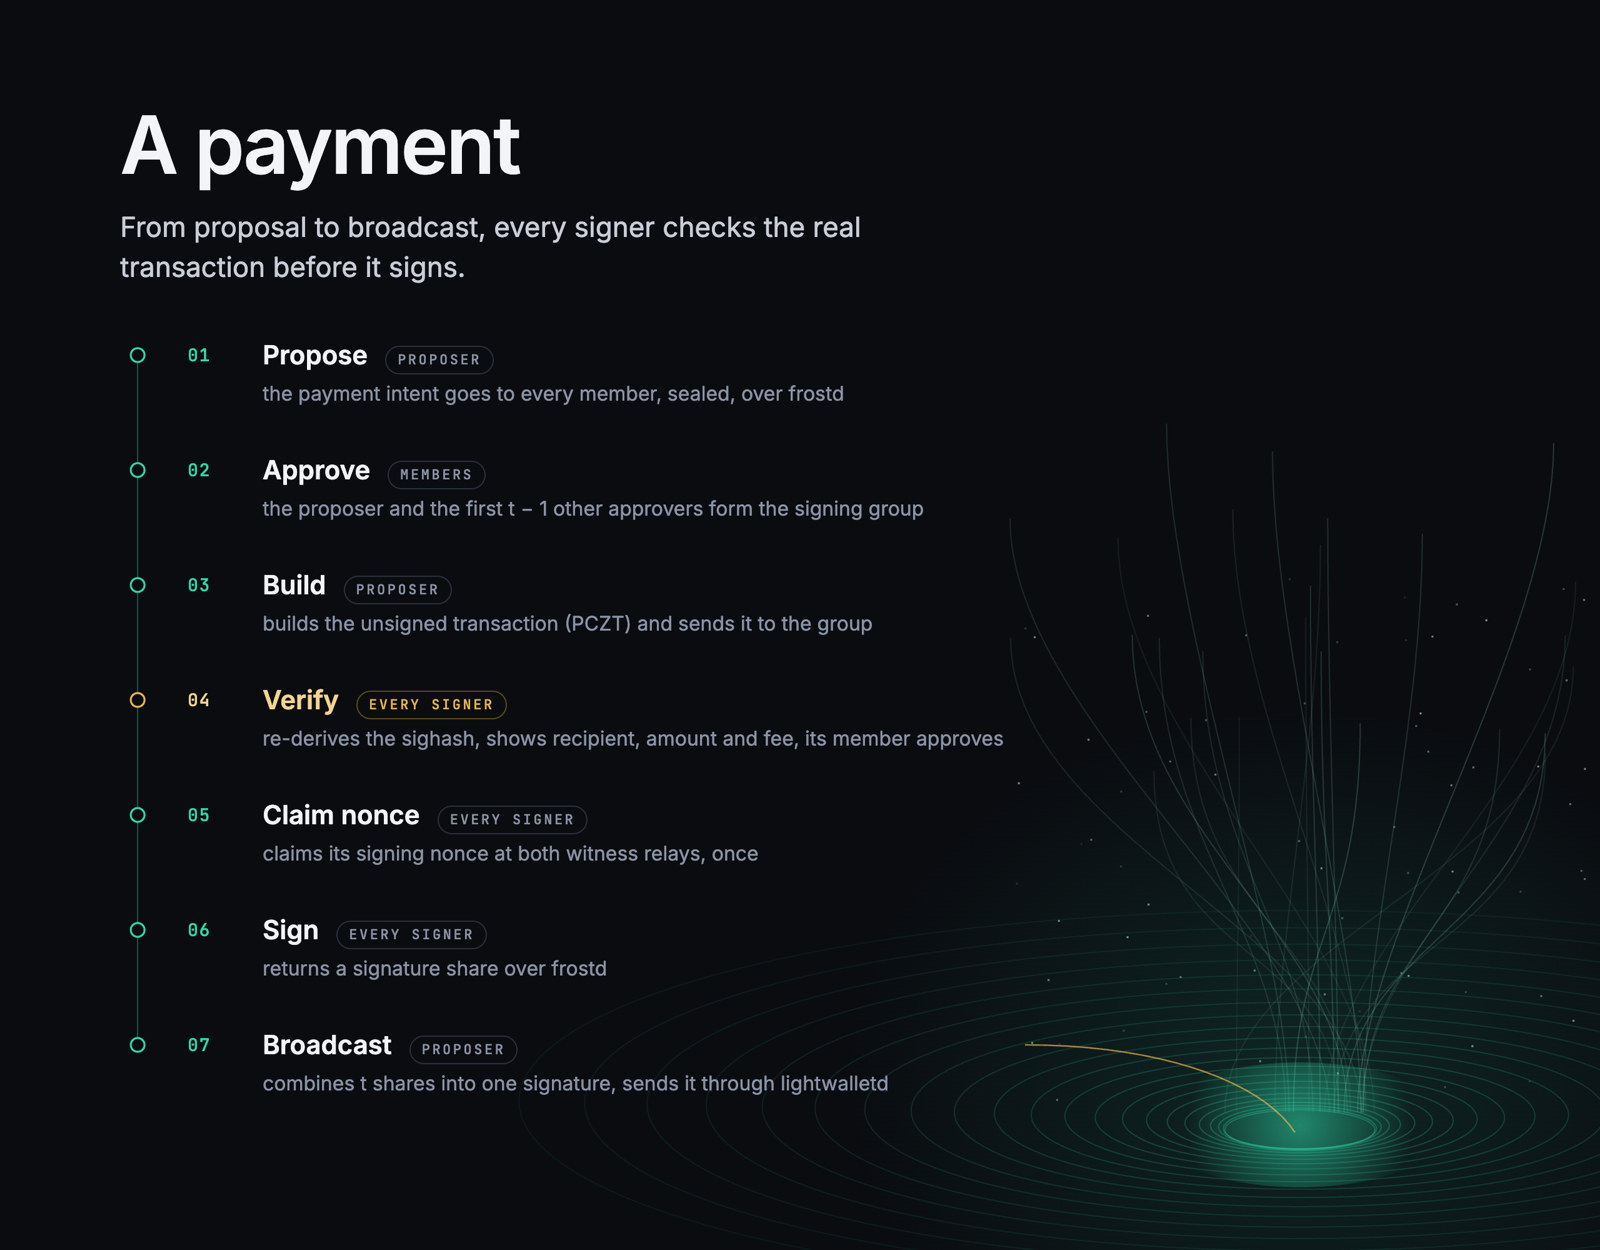 A payment
From proposal to broadcast, every signer checks the real
transaction before it signs.
01 Propose PROPOSER
the payment intent goes to every member, sealed, over frostd
02 Approve MEMBERS
the proposer and the first t − 1 other approvers form the signing group
03 Build PROPOSER
builds the unsigned transaction (PCZT) and sends it to the group
04 Verify EVERY SIGNER
re-derives the sighash, shows recipient, amount and fee, its member approves
05 Claim nonce EVERY SIGNER
claims its signing nonce at both witness relays, once
06 Sign EVERY SIGNER
returns a signature share over frostd
07 Broadcast PROPOSER
combines t shares into one signature, sends it through lightwalletd